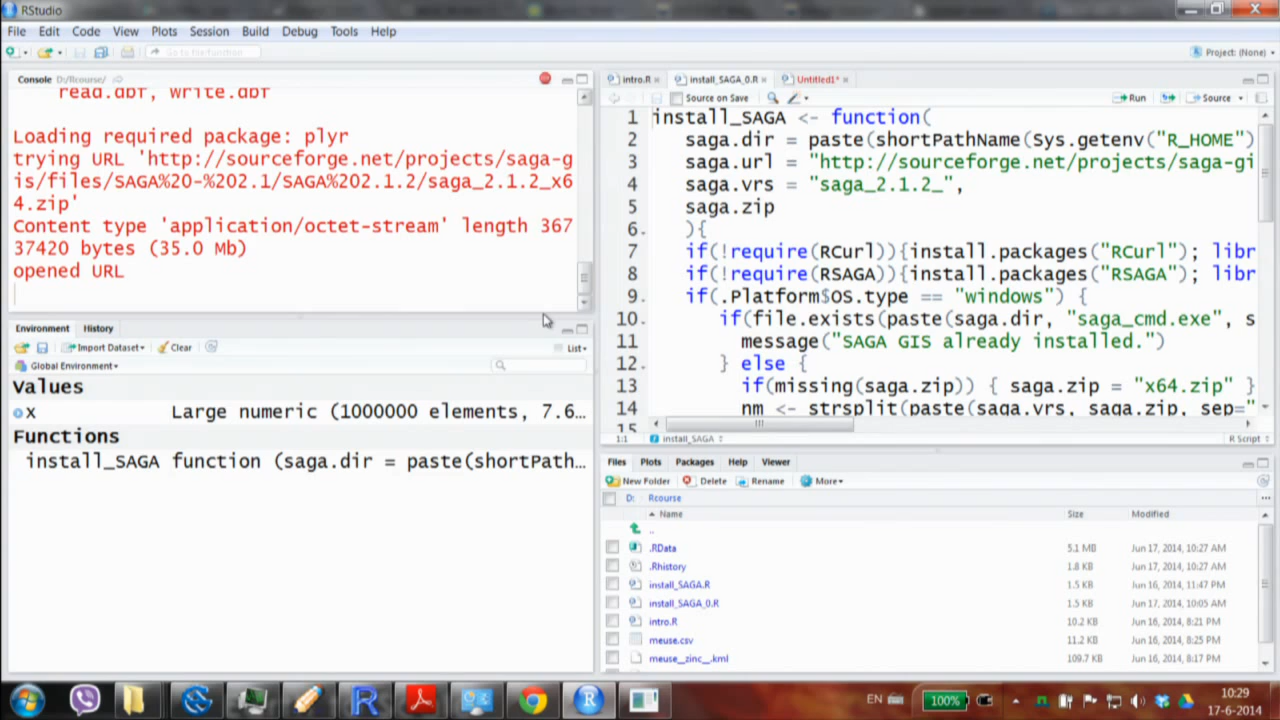 RStudio
File Edit Code View Plots Session Build Debug Tools Help
Go to file/function
Project: (None)
Console D:/Rcourse/
read.dbf, write.dbf
Loading required package: plyr
trying URL 'http://sourceforge.net/projects/saga-g
is/files/SAGA%20-%202.1/SAGA%202.1.2/saga_2.1.2_x6
4.zip'
Content type 'application/octet-stream' length 367
37420 bytes (35.0 Mb)
opened URL
Environment History
Import Dataset Clear
List
Global Environment
Values
x Large numeric (1000000 elements, 7.6…
Functions
install_SAGA function (saga.dir = paste(shortPath…
intro.R install_SAGA_0.R Untitled1*
Source on Save Run Source
1 install_SAGA <- function(
2 saga.dir = paste(shortPathName(Sys.getenv("R_HOME")
3 saga.url = "http://sourceforge.net/projects/saga-gi
4 saga.vrs = "saga_2.1.2_",
5 saga.zip
6 ){
7 if(!require(RCurl)){install.packages("RCurl"); libr
8 if(!require(RSAGA)){install.packages("RSAGA"); libr
9 if(.Platform$OS.type == "windows") {
10 if(file.exists(paste(saga.dir, "saga_cmd.exe", s
11 message("SAGA GIS already installed.")
12 } else {
13 if(missing(saga.zip)) { saga.zip = "x64.zip" }
14 nm <- strsplit(paste(saga.vrs, saga.zip, sep="
15
1:1 install_SAGA R Script
Files Plots Packages Help Viewer
New Folder Delete Rename More
D: Rcourse
Name Size Modified
..
.RData 5.1 MB Jun 17, 2014, 10:27 AM
.Rhistory 1.8 KB Jun 17, 2014, 10:27 AM
install_SAGA.R 1.5 KB Jun 16, 2014, 11:47 PM
install_SAGA_0.R 1.5 KB Jun 17, 2014, 10:05 AM
intro.R 10.2 KB Jun 16, 2014, 8:21 PM
meuse.csv 11.2 KB Jun 16, 2014, 8:25 PM
meuse__zinc__.kml 109.7 KB Jun 16, 2014, 8:17 PM
EN 100% 10:29
17-6-2014